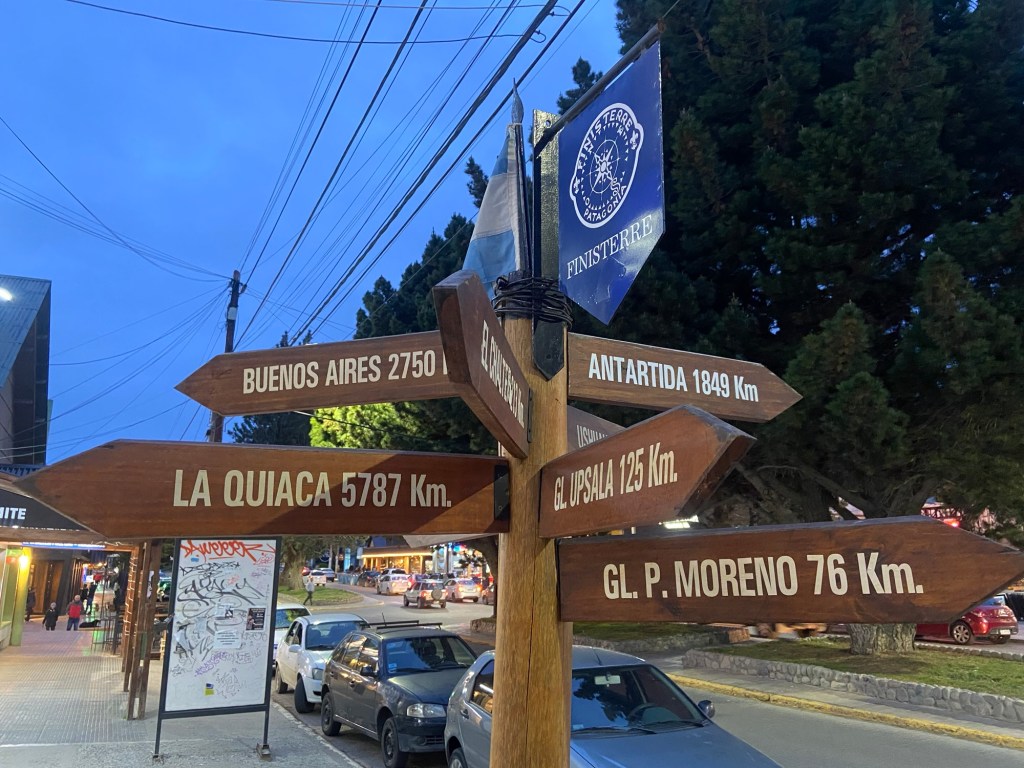 FINISTERRE
PATAGONIA
FINISTERRE
BUENOS AIRES 2750
EL CHALTEN
ANTARTIDA 1849 Km
USHU
LA QUIACA 5787 Km.
GL. UPSALA 125 Km.
GL. P. MORENO 76 Km.
MITE